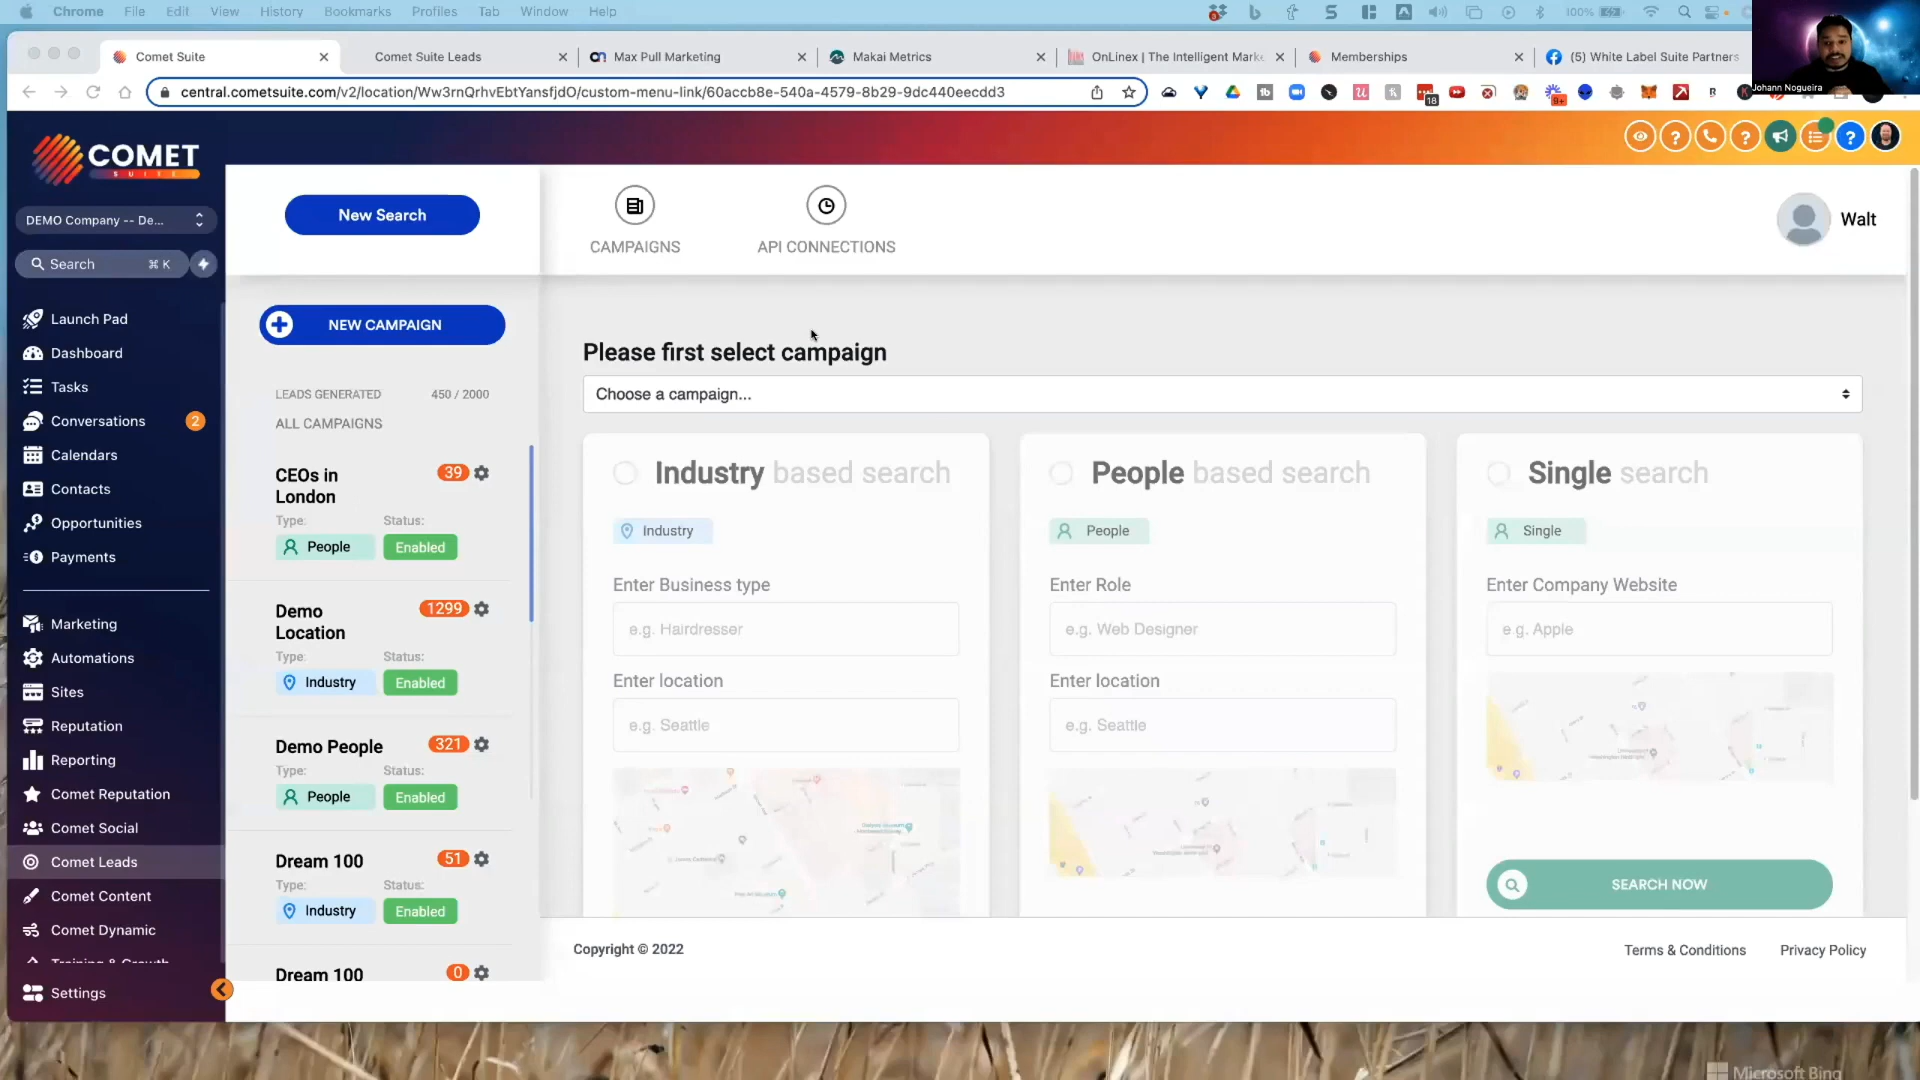 Chrome File Edit View History Bookmarks Profiles Tab Window Help
100%
Comet Suite
Comet Suite Leads
Max Pull Marketing
Makai Metrics
OnLinex | The Intelligent Mark
Memberships
(5) White Label Suite Partners
central.cometsuite.com/v2/location/Ww3rnQrhvEbtYansfjdO/custom-menu-link/60accb8e-540a-4579-8b29-9dc440eecdd3
18
9+
Johann Nogueira
COMET
SUITE
DEMO Company -- De...
Search ⌘ K
Launch Pad
Dashboard
Tasks
Conversations 2
Calendars
Contacts
Opportunities
Payments
Marketing
Automations
Sites
Reputation
Reporting
Comet Reputation
Comet Social
Comet Leads
Comet Content
Comet Dynamic
Training & Growth
Settings
New Search
NEW CAMPAIGN
LEADS GENERATED 450 / 2000
ALL CAMPAIGNS
CEOs in London 39
Type: Status:
People Enabled
Demo Location 1299
Type: Status:
Industry Enabled
Demo People 321
Type: Status:
People Enabled
Dream 100 51
Type: Status:
Industry Enabled
Dream 100 0
CAMPAIGNS
API CONNECTIONS
Walt
Please first select campaign
Choose a campaign...
Industry based search
Industry
Enter Business type
e.g. Hairdresser
Enter location
e.g. Seattle
People based search
People
Enter Role
e.g. Web Designer
Enter location
e.g. Seattle
Single search
Single
Enter Company Website
e g. Apple
SEARCH NOW
Copyright © 2022
Terms & Conditions
Privacy Policy
Microsoft Bing